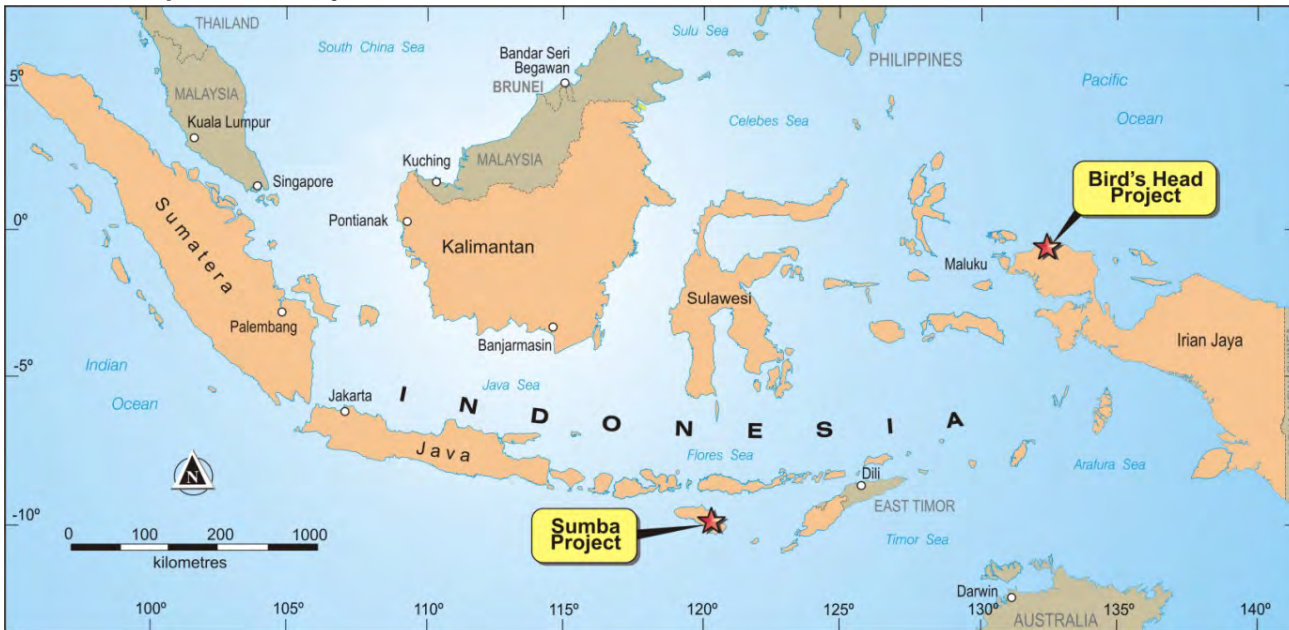 THAILAND
South China Sea
Sulu Sea
PHILIPPINES
Bandar Seri
Begawan
BRUNEI
5º
MALAYSIA
Pacific
Ocean
Kuala Lumpur
Celebes Sea
Kuching
MALAYSIA
Singapore
Bird's Head
Project
0º
Sumatera
Pontianak
Kalimantan
Maluku
Sulawesi
Palembang
Banjarmasin
Irian Jaya
-5º
Indian
Ocean
Java Sea
Jakarta
INDONESIA
Java
Flores Sea
Dili
Arafura Sea
N
EAST TIMOR
-10º
Sumba
Project
Timor Sea
0 100 200 1000
kilometres
Darwin
AUSTRALIA
100º 105º 110º 115º 120º 125º 130º 135º 140º